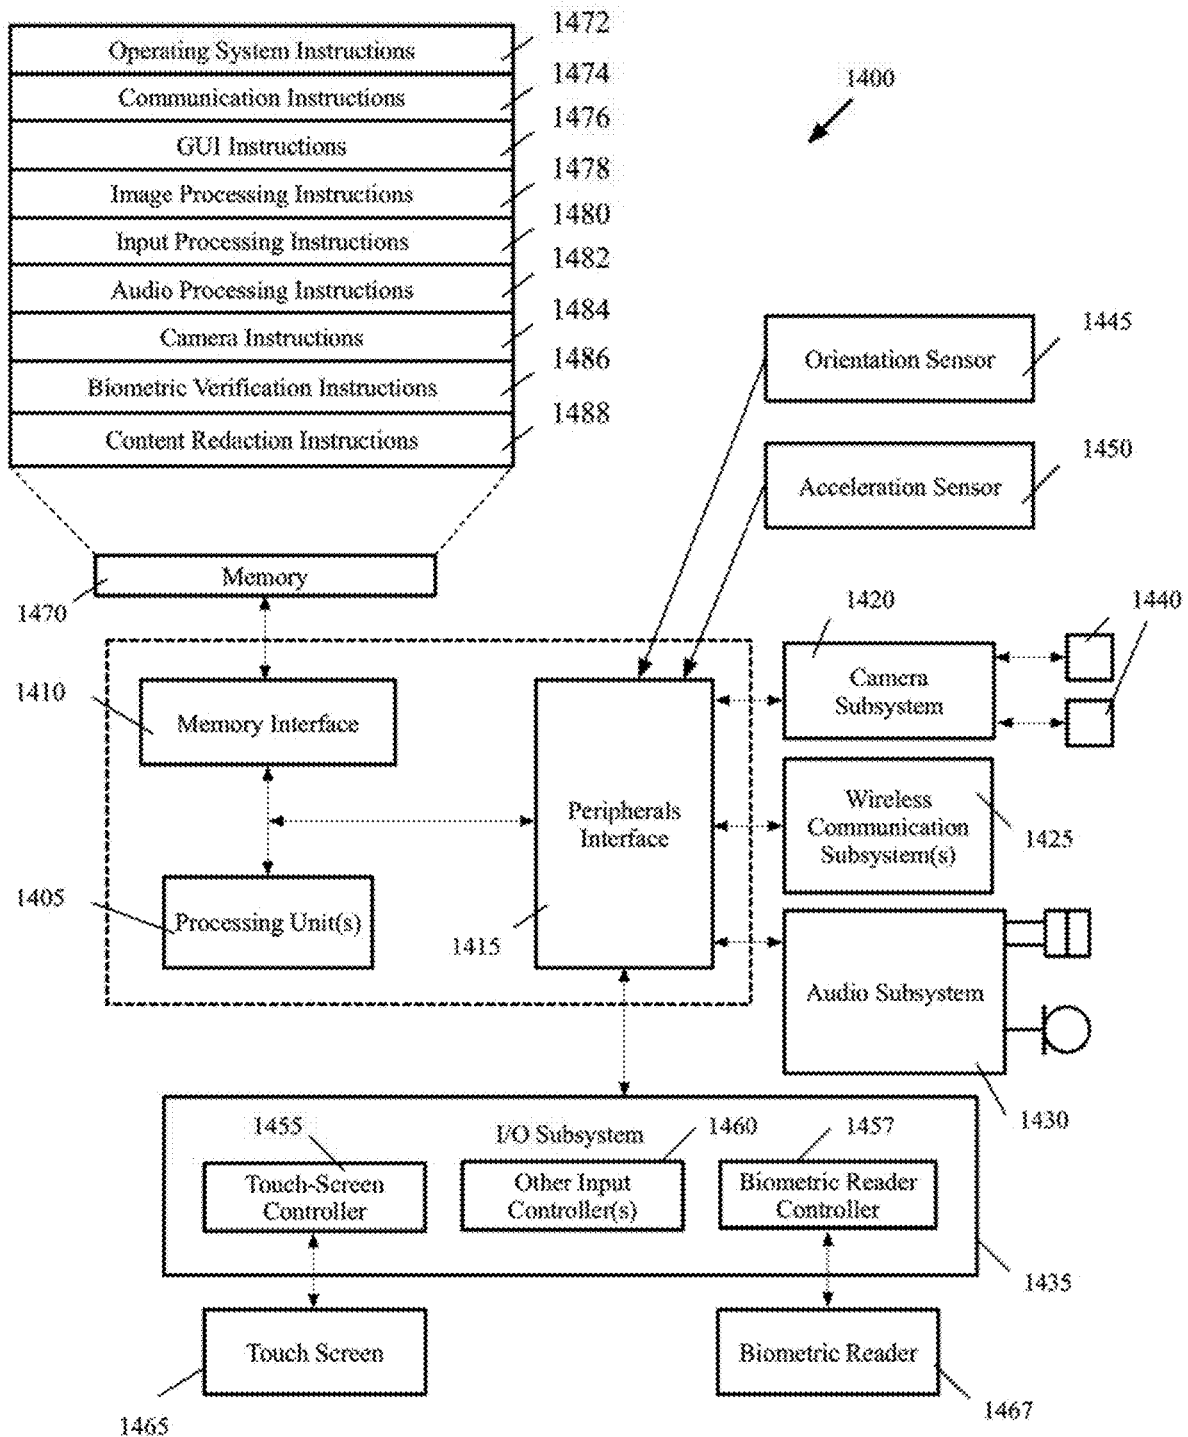 1472
Operating System Instructions
1474
Communication Instructions
1476
GUI Instructions
1478
Image Processing Instructions
1480
Input Processing Instructions
1482
Audio Processing Instructions
1484
Camera Instructions
1486
Biometric Verification Instructions
1488
Content Redaction Instructions
1400
1445
Orientation Sensor
1450
Acceleration Sensor
Memory
1470
1420
1440
Camera
Subsystem
1410
Memory Interface
Peripherals
Interface
Wireless
Communication
Subsystem(s)
1425
1405
Processing Unit(s)
1415
Audio Subsystem
1430
I/O Subsystem
1455
1460
1457
Touch-Screen
Controller
Other Input
Controller(s)
Biometric Reader
Controller
1435
Touch Screen
Biometric Reader
1465
1467